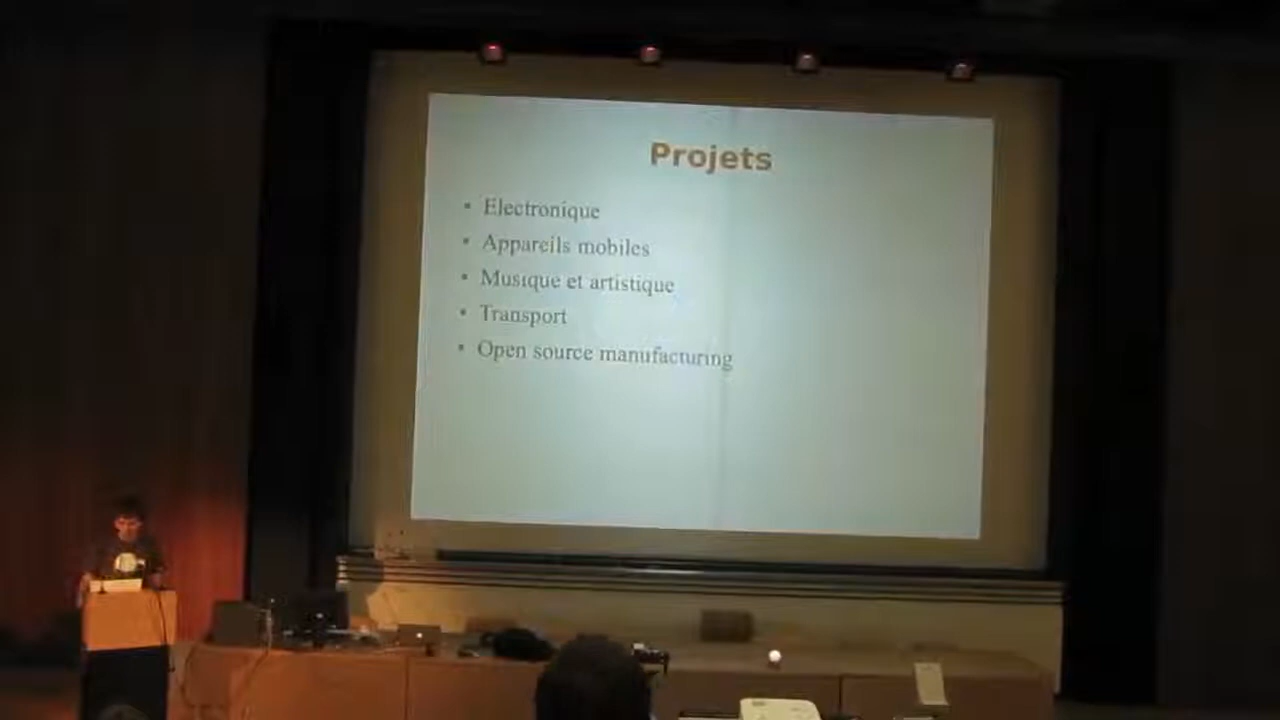 Projets
• Electronique
• Appareils mobiles
• Musique et artistique
• Transport
• Open source manufacturing